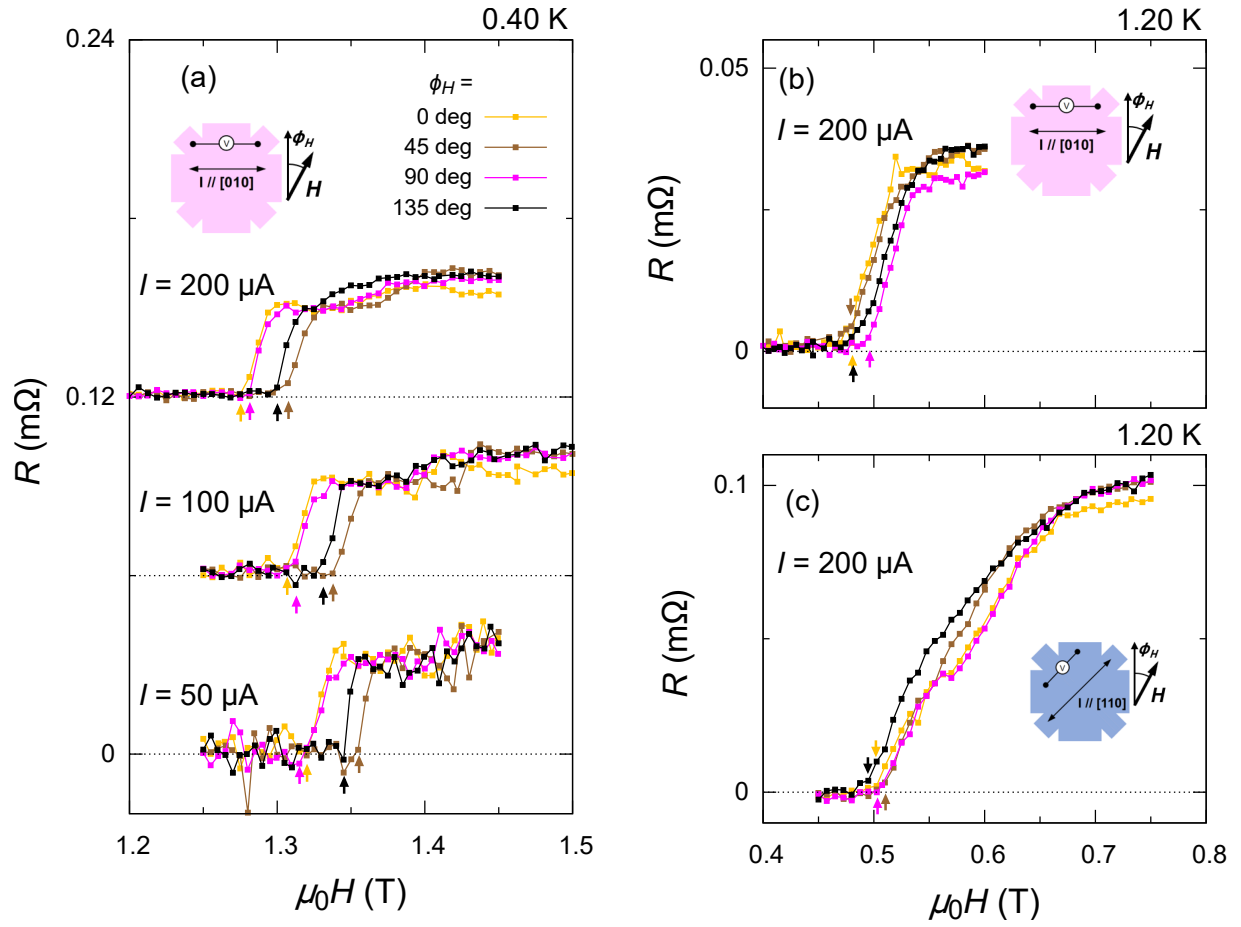 0.40 K
(a)
ϕH =
0 deg
45 deg
90 deg
135 deg
V
I // [010]
ϕH
H
I = 200 µA
I = 100 µA
I = 50 µA
0.24
0.12
0
R (mΩ)
1.2 1.3 1.4 1.5
µ0H (T)
1.20 K
(b)
I = 200 µA
V
I // [010]
ϕH
H
0.05
0
R (mΩ)
1.20 K
(c)
I = 200 µA
V
I // [110]
ϕH
H
0.1
0
R (mΩ)
0.4 0.5 0.6 0.7 0.8
µ0H (T)